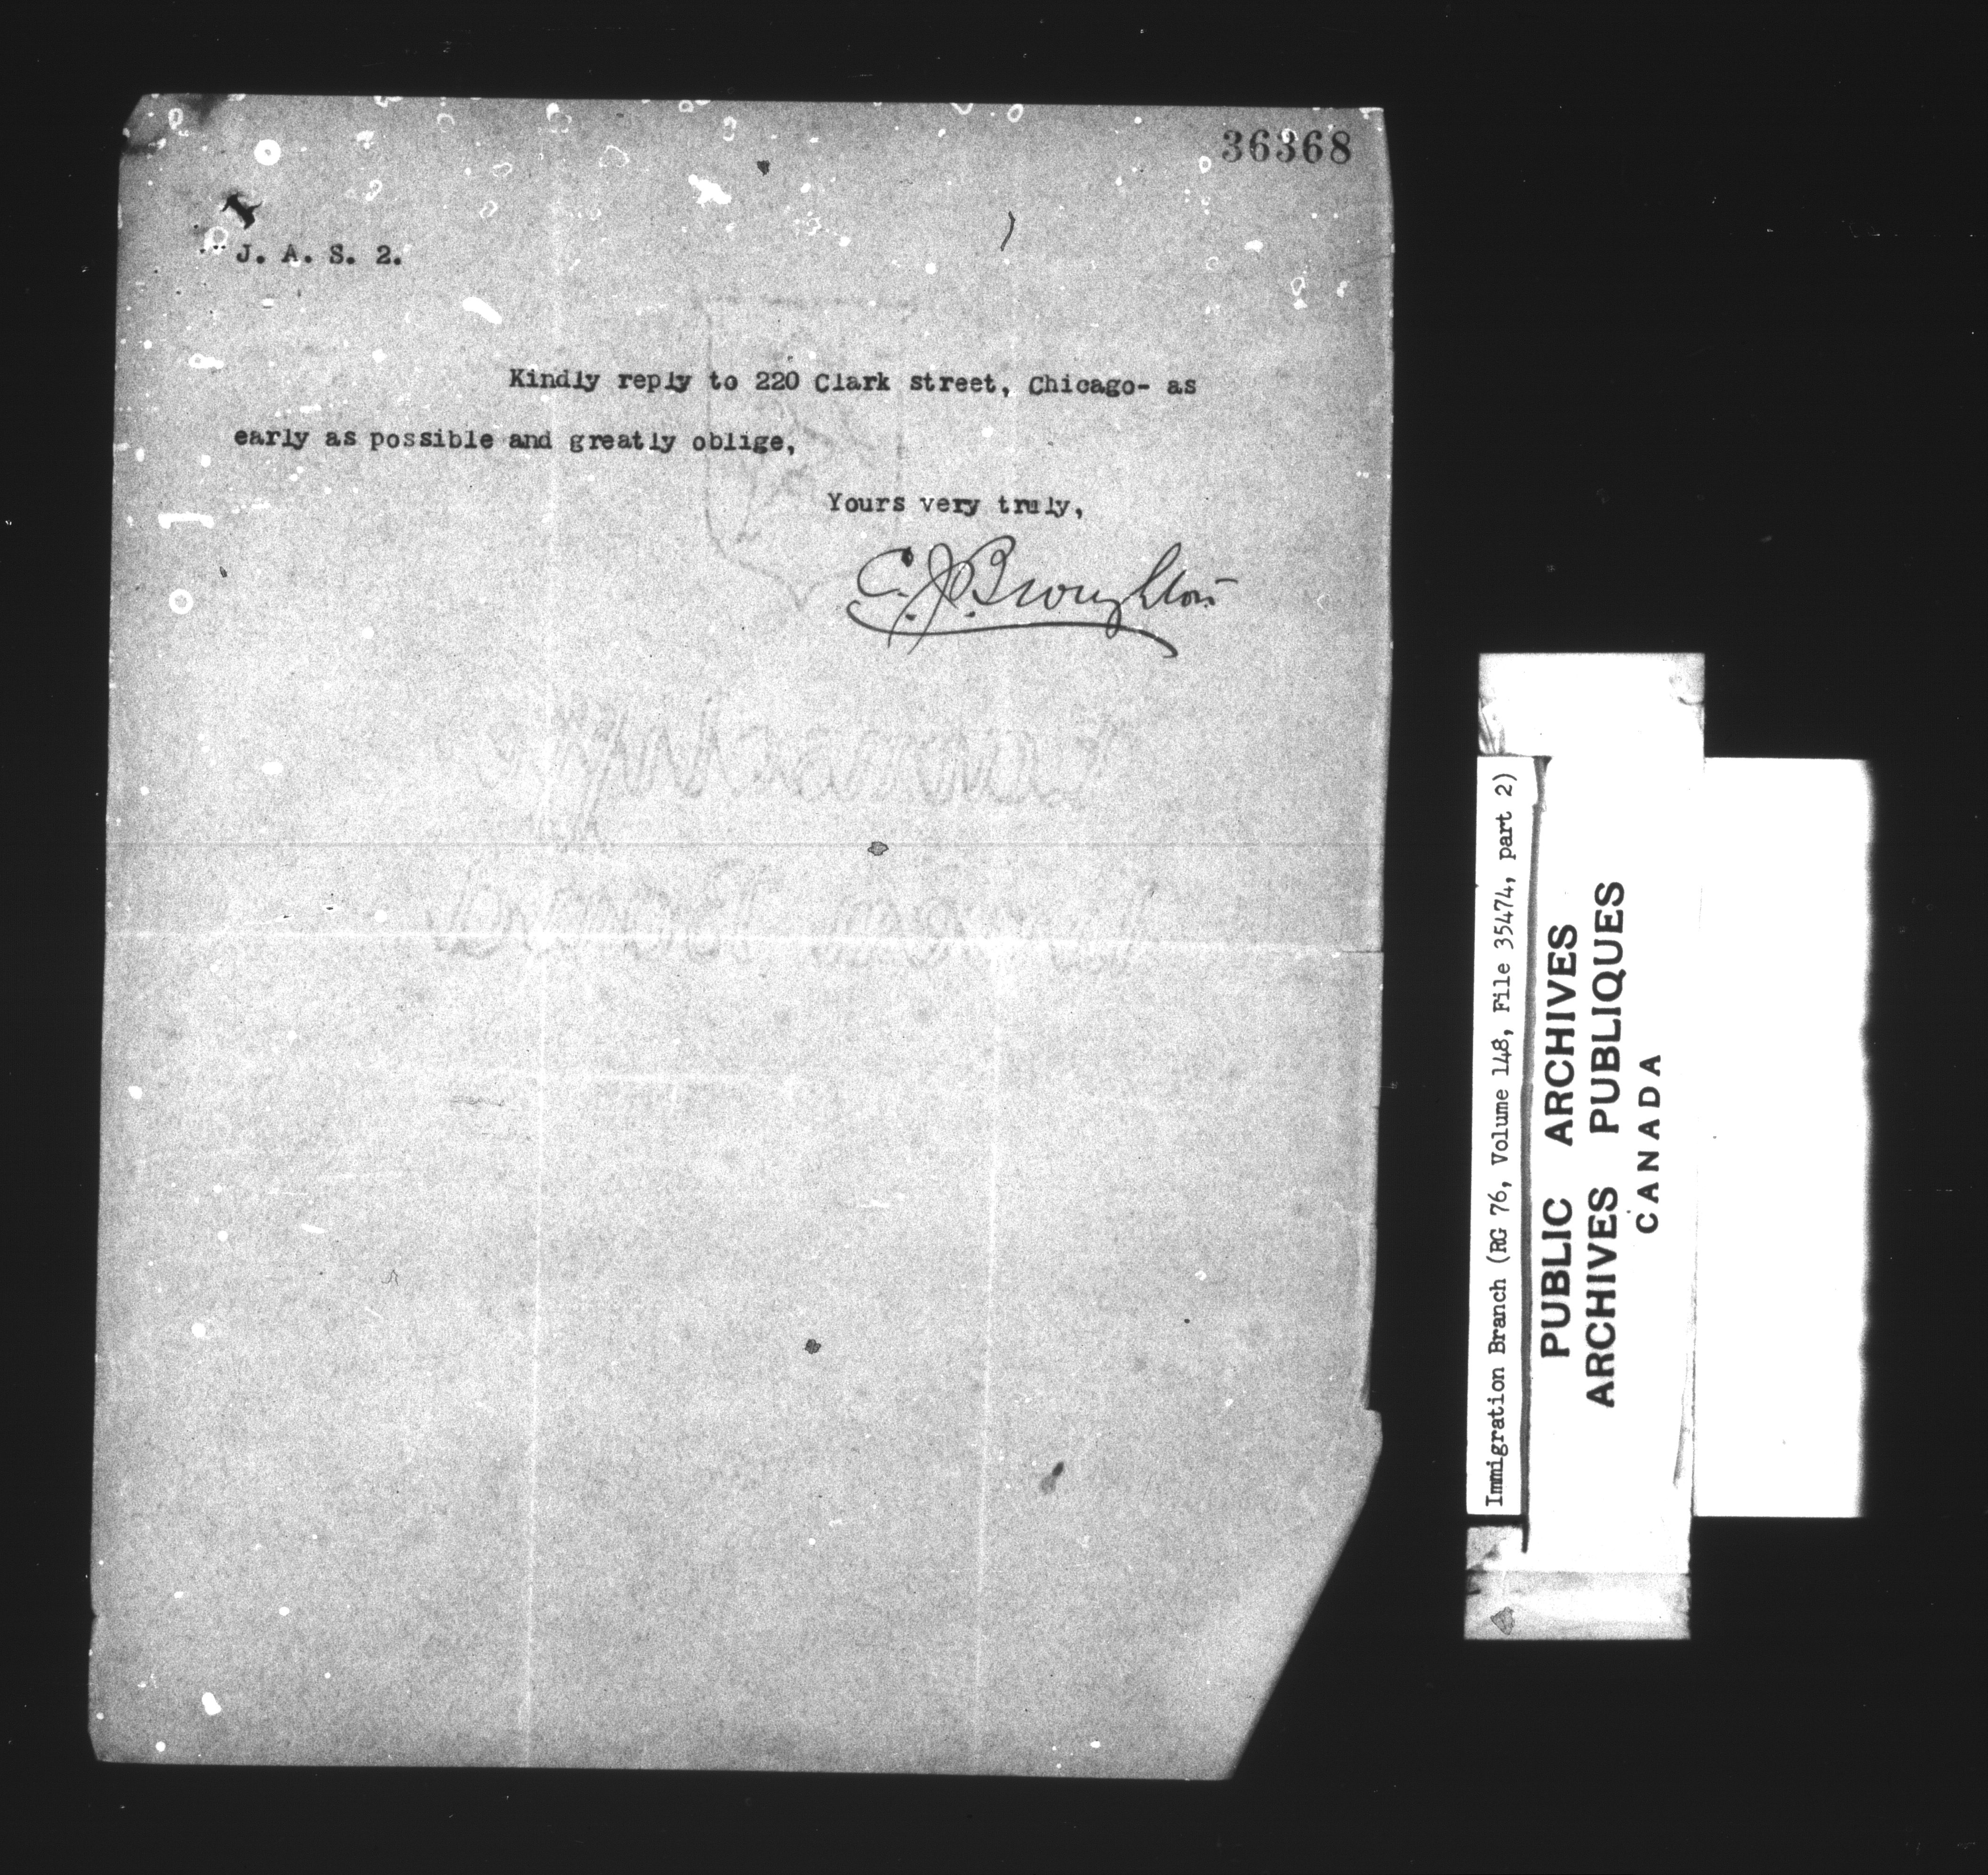 36368
J. A. S. 2.
Kindly reply to 220 Clark street, Chicago- as
early as possible and greatly oblige,
Yours very truly,
C. J. Broughton
Immigration Branch (RG 76, Volume 148, File 35474, part 2)
PUBLIC ARCHIVES
ARCHIVES PUBLIQUES
CANADA